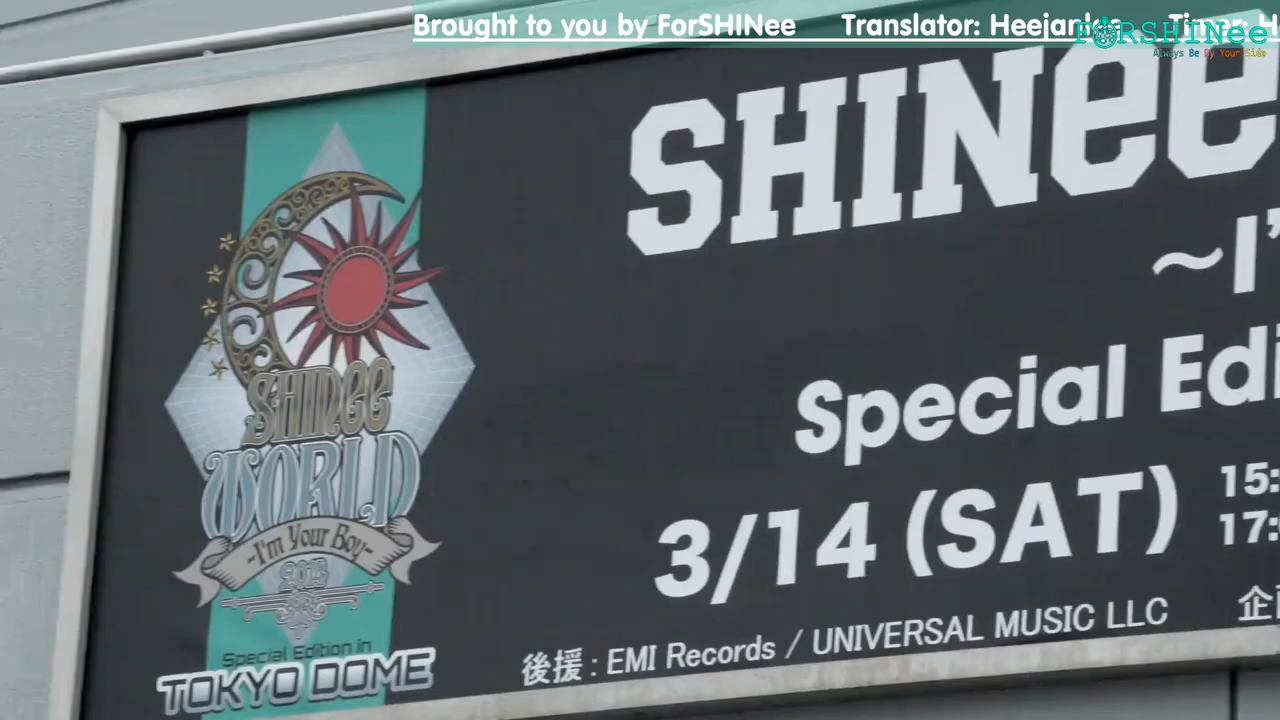 Brought to you by ForSHINee Translator: Heejan
FORSHINee
Always Be By Your Side
SHINee
~I'
Special Edi
3/14 (SAT)
15:
17:
後援 : EMI Records / UNIVERSAL MUSIC LLC
SHINee
WORLD
-I'm Your Boy-
Special Edition in
TOKYO DOME